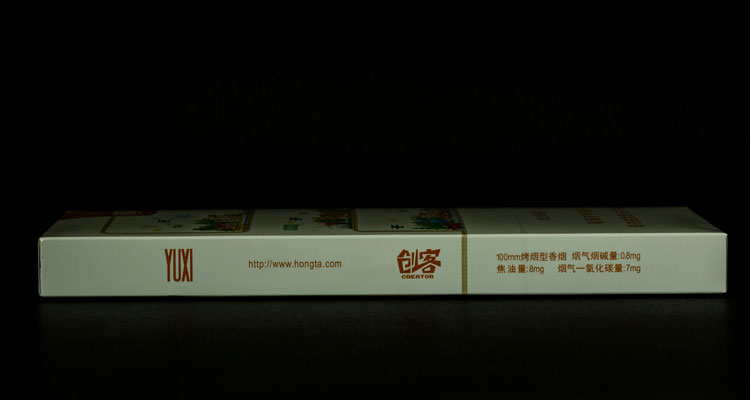 YUXI
http://www.hongta.com
创客
CREATOR
100mm烤烟型香烟 烟气烟碱量:0.8mg
焦油量:8mg 烟气一氧化碳量:7mg